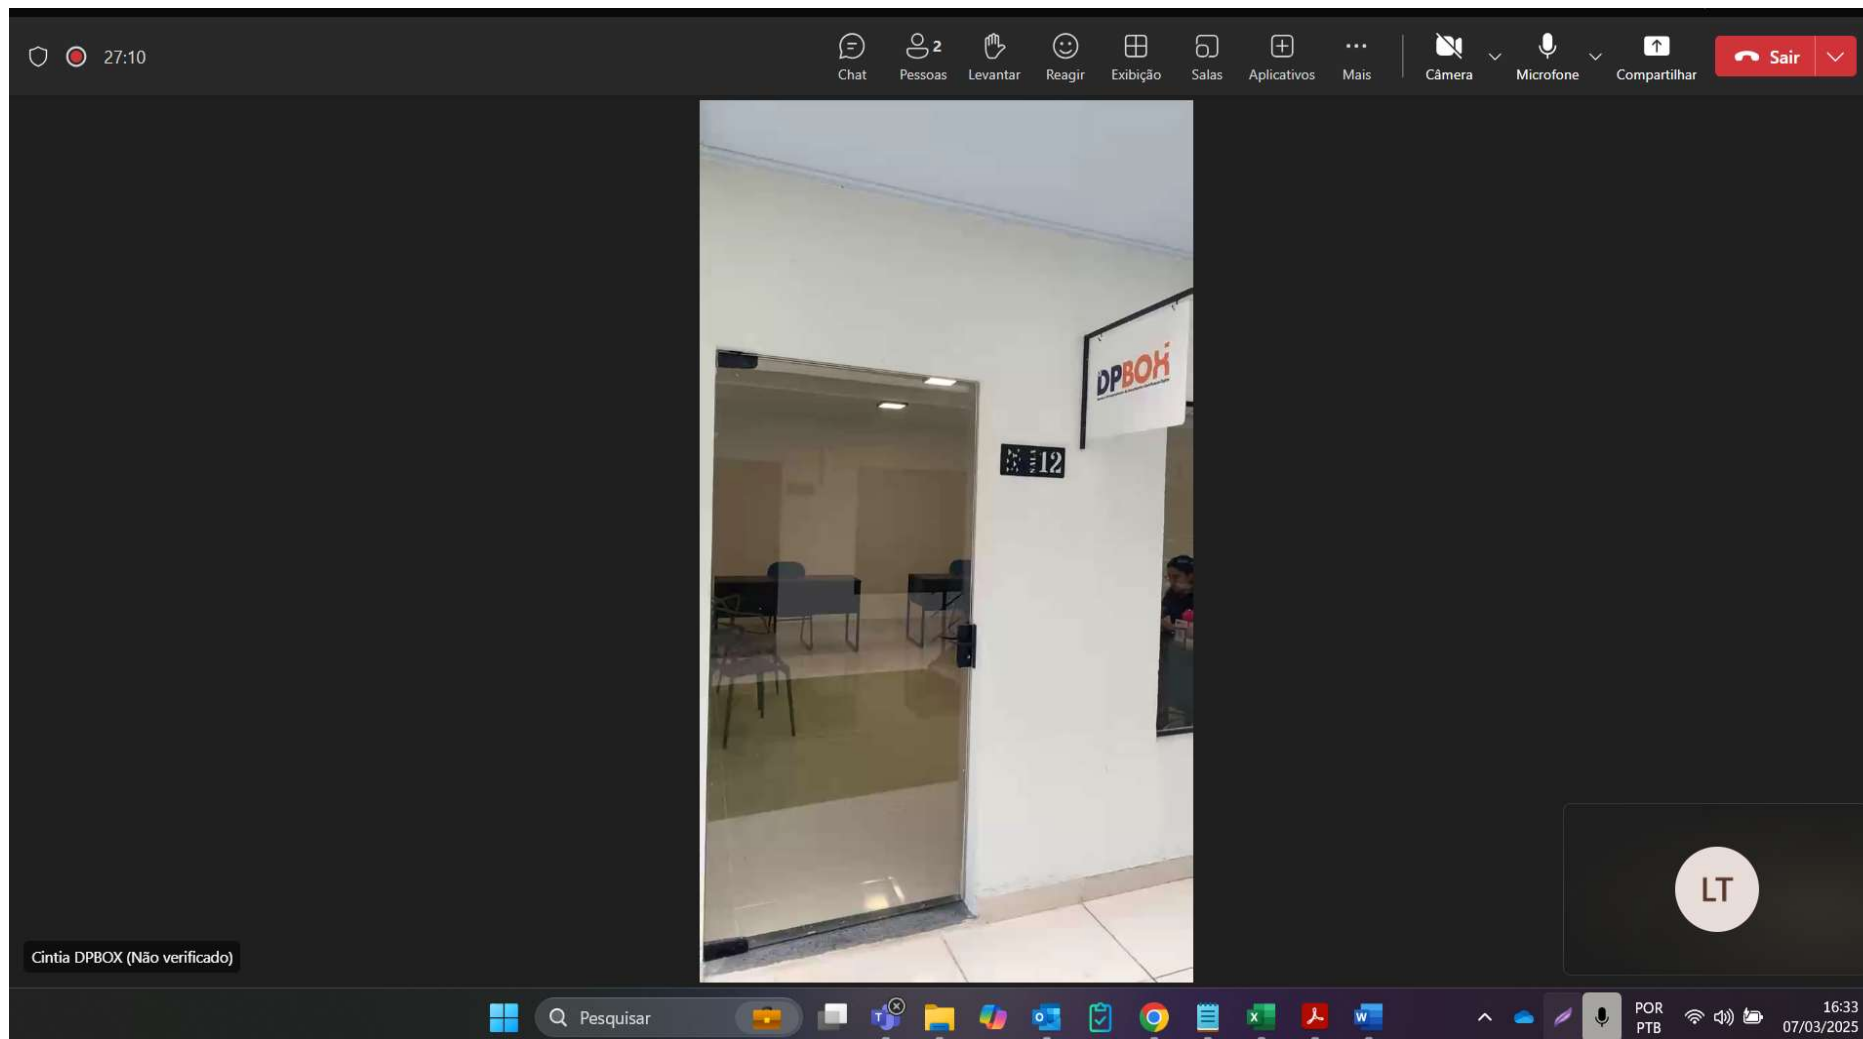 27:10
Chat
2
Pessoas
Levantar
Reagir
Exibição
Salas
Aplicativos
Mais
Câmera
Microfone
Compartilhar
Sair
DPBOX
SALA
12
LT
Cintia DPBOX (Não verificado)
Pesquisar
POR
PTB
16:33
07/03/2025